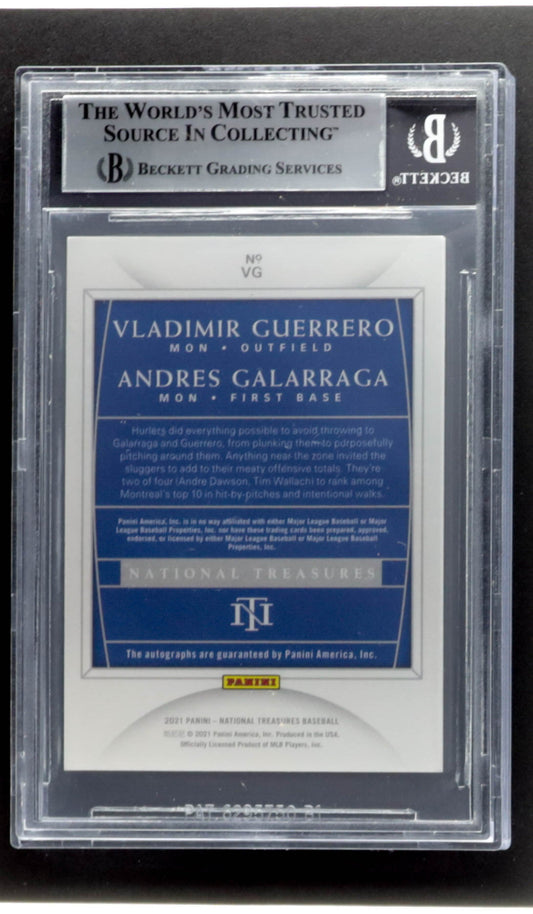 THE WORLD'S MOST TRUSTED
SOURCE IN COLLECTING™
B BECKETT GRADING SERVICES
B
BECKETT®
Nº
VG
VLADIMIR GUERRERO
MON • OUTFIELD
ANDRES GALARRAGA
MON • FIRST BASE
Hurlers did everything possible to avoid throwing to
Galarraga and Guerrero, from plunking them to purposefully
pitching around them. Anything near the zone invited the
sluggers to add to their meaty offensive totals. They're
two of four (Andre Dawson, Tim Wallach) to rank among
Montreal's top 10 in hit-by-pitches and intentional walks.
Panini America, Inc. is in no way affiliated with either Major League Baseball or Major
League Baseball Properties, Inc. nor have these trading cards been prepared, approved,
endorsed, or licensed by either Major League Baseball or Major League Baseball
Properties, Inc.
NATIONAL TREASURES
NT
The autographs are guaranteed by Panini America, Inc.
PANINI
2021 PANINI – NATIONAL TREASURES BASEBALL
© 2021 Panini America, Inc. Produced in the USA.
Officially Licensed Product of MLB Players, Inc.
PAT. 6293730 B1